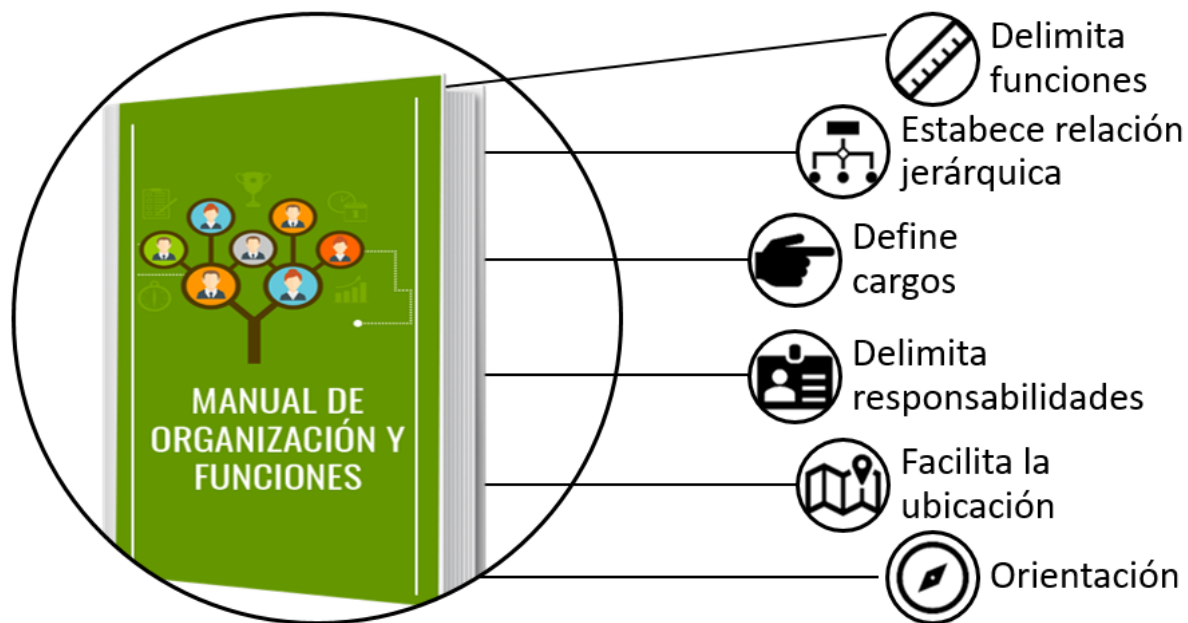 MANUAL DE
ORGANIZACIÓN Y
FUNCIONES
Delimita
funciones
Estabece relación
jerárquica
Define
cargos
Delimita
responsabilidades
Facilita la
ubicación
Orientación